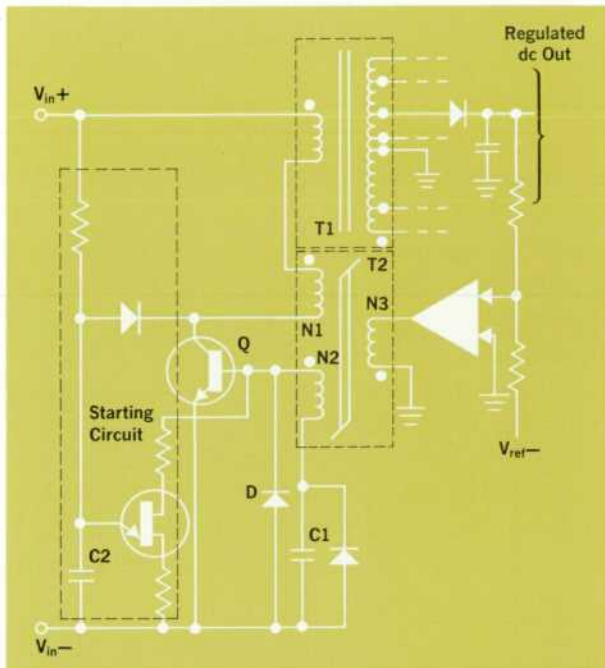 Regulated
dc Out
Vin+
T1
T2
N3
N1
N2
Q
Starting
Circuit
Vref—
D
C1
C2
Vin—